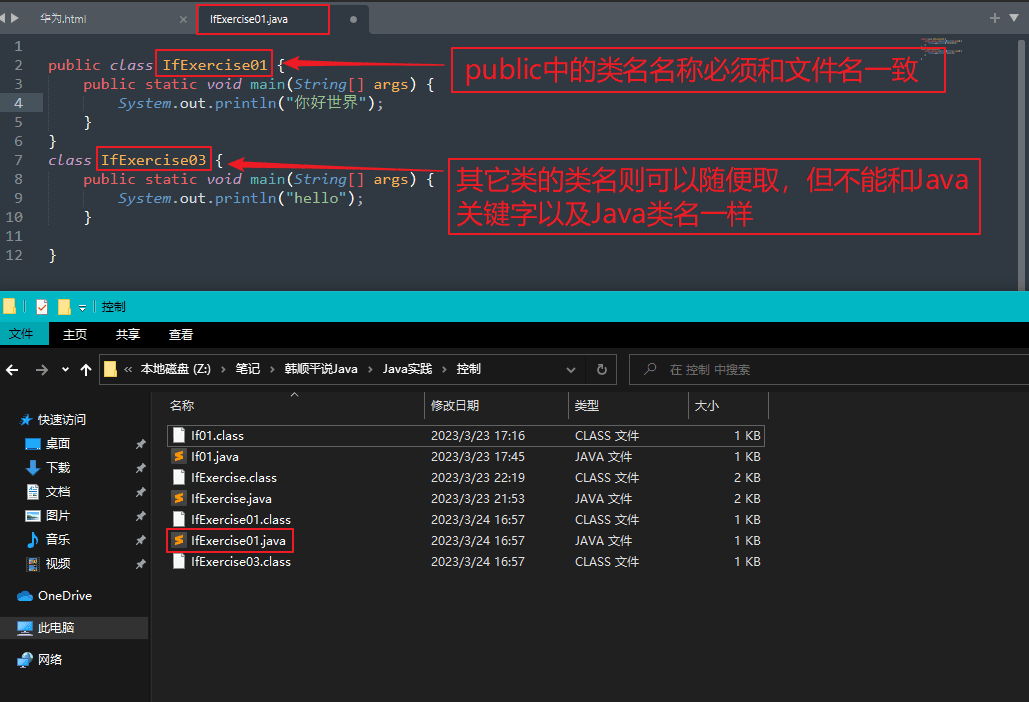 华为.html
IfExercise01.java
1
2 public class IfExercise01 {
public中的类名名称必须和文件名一致
3 public static void main(String[] args) {
4 System.out.println("你好世界");
5 }
6 }
7 class IfExercise03 {
其它类的类名则可以随便取，但不能和Java
关键字以及Java类名一样
8 public static void main(String[] args) {
9 System.out.println("hello");
10 }
11
12 }
控制
文件 主页 共享 查看
« 本地磁盘 (Z:) › 笔记 › 韩顺平说Java › Java实践 › 控制
在 控制 中搜索
名称 修改日期 类型 大小
快速访问
桌面
下载
文档
图片
音乐
视频
OneDrive
此电脑
网络
If01.class 2023/3/23 17:16 CLASS 文件 1 KB
If01.java 2023/3/23 17:45 JAVA 文件 1 KB
IfExercise.class 2023/3/23 22:19 CLASS 文件 2 KB
IfExercise.java 2023/3/23 21:53 JAVA 文件 2 KB
IfExercise01.class 2023/3/24 16:57 CLASS 文件 1 KB
IfExercise01.java 2023/3/24 16:57 JAVA 文件 1 KB
IfExercise03.class 2023/3/24 16:57 CLASS 文件 1 KB